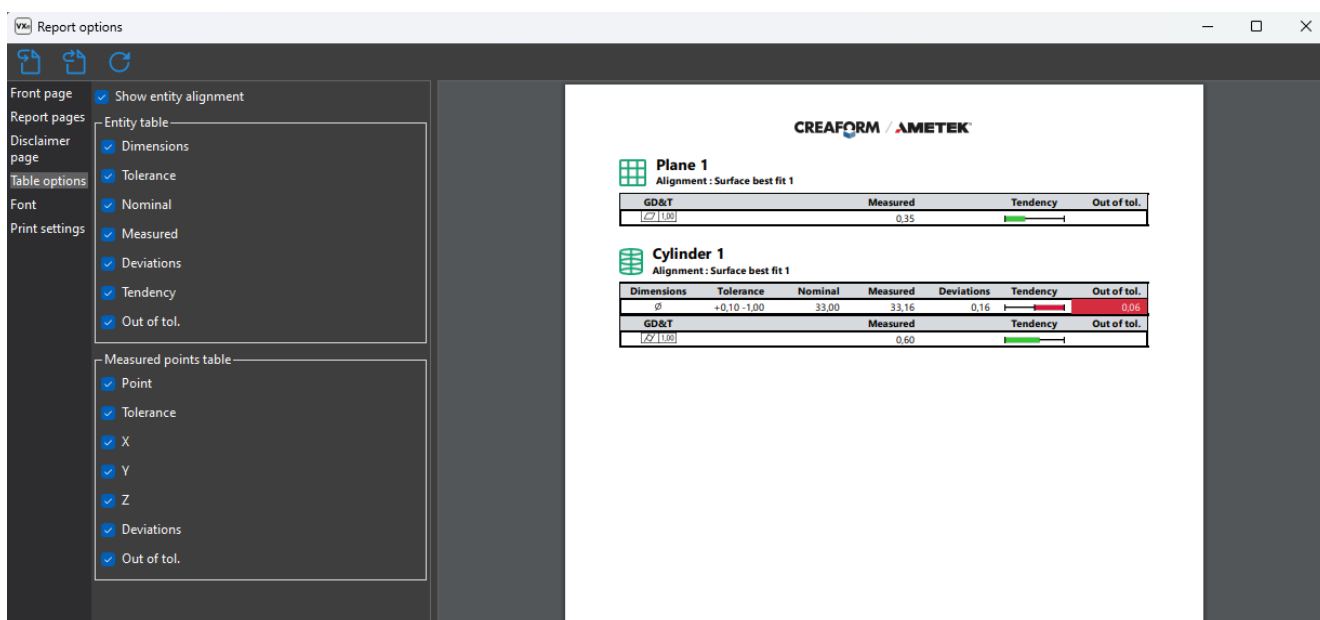 VXe Report options
Front page
Report pages
Disclaimer
page
Table options
Font
Print settings
Show entity alignment
Entity table
Dimensions
Tolerance
Nominal
Measured
Deviations
Tendency
Out of tol.
Measured points table
Point
Tolerance
X
Y
Z
Deviations
Out of tol.
CREAFORM / AMETEK
Plane 1
Alignment : Surface best fit 1
GD&T Measured Tendency Out of tol.
1,00 0,35
Cylinder 1
Alignment : Surface best fit 1
Dimensions Tolerance Nominal Measured Deviations Tendency Out of tol.
Ø +0,10 -1,00 33,00 33,16 0,16 0,06
GD&T Measured Tendency Out of tol.
1,00 0,60